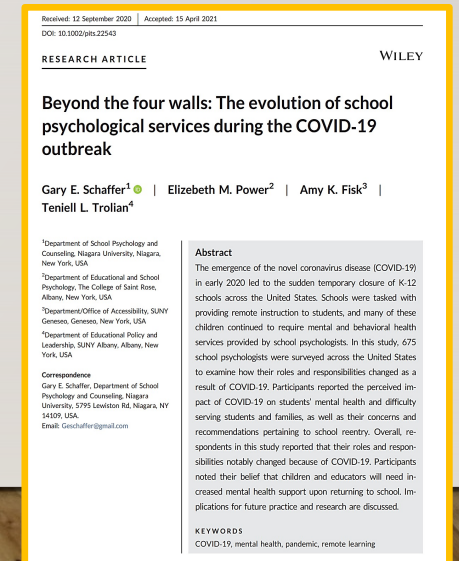 Received: 12 September 2020 | Accepted: 15 April 2021
DOI: 10.1002/pits.22543
RESEARCH ARTICLE
WILEY
Beyond the four walls: The evolution of school
psychological services during the COVID‐19
outbreak
Gary E. Schaffer1 | Elizebeth M. Power2 | Amy K. Fisk3 |
Teniell L. Trolian4
1Department of School Psychology and
Counseling, Niagara University, Niagara,
New York, USA
2Department of Educational and School
Psychology, The College of Saint Rose,
Albany, New York, USA
3Department/Office of Accessibility, SUNY
Geneseo, Geneseo, New York, USA
4Department of Educational Policy and
Leadership, SUNY Albany, Albany, New
York, USA
Correspondence
Gary E. Schaffer, Department of School
Psychology and Counseling, Niagara
University, 5795 Lewiston Rd, Niagara, NY
14109, USA.
Email: Geschaffer@gmail.com
Abstract
The emergence of the novel coronavirus disease (COVID‐19)
in early 2020 led to the sudden temporary closure of K‐12
schools across the United States. Schools were tasked with
providing remote instruction to students, and many of these
children continued to require mental and behavioral health
services provided by school psychologists. In this study, 675
school psychologists were surveyed across the United States
to examine how their roles and responsibilities changed as a
result of COVID‐19. Participants reported the perceived im-
pact of COVID‐19 on students' mental health and difficulty
serving students and families, as well as their concerns and
recommendations pertaining to school reentry. Overall, re-
spondents in this study reported that their roles and respon-
sibilities notably changed because of COVID‐19. Participants
noted their belief that children and educators will need in-
creased mental health support upon returning to school. Im-
plications for future practice and research are discussed.
KEYWORDS
COVID‐19, mental health, pandemic, remote learning